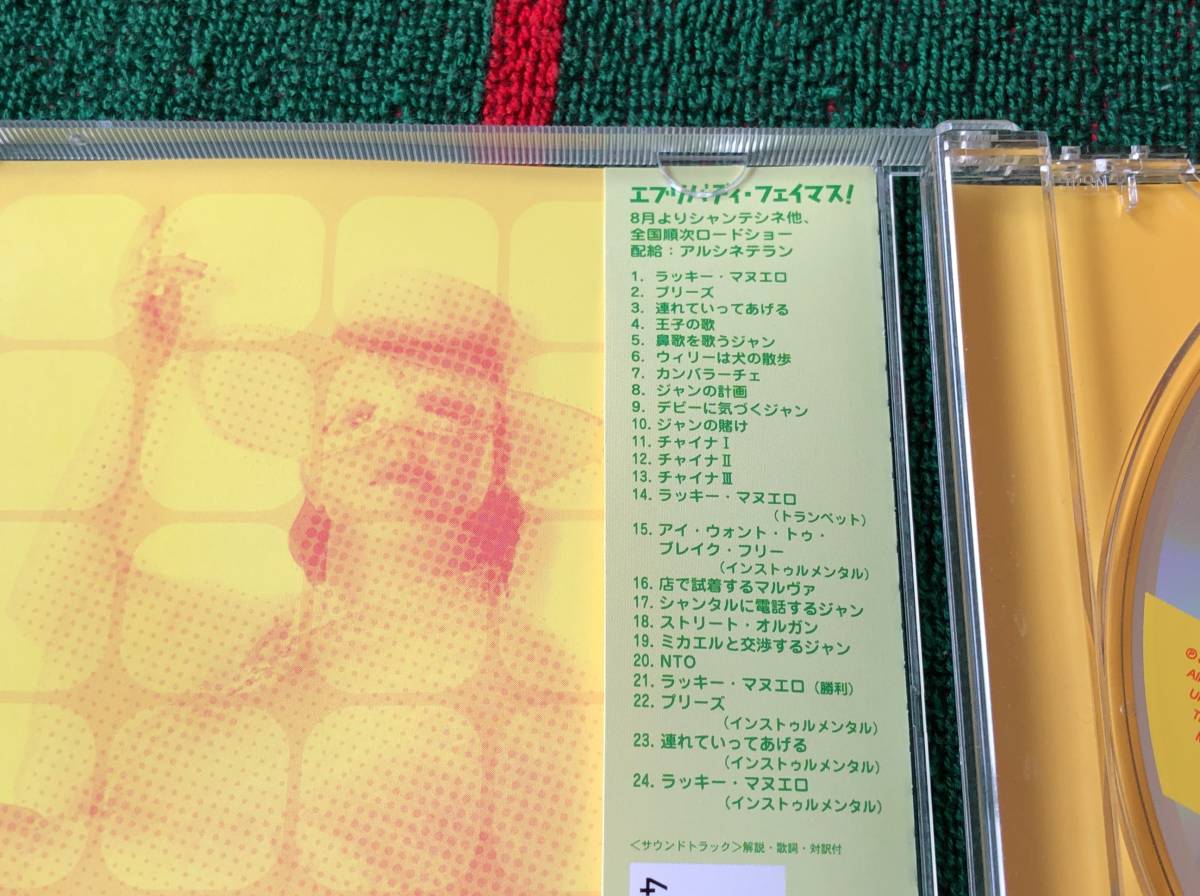 エブリバディ・フェイマス!
8月よりシャンテシネ他、
全国順次ロードショー
配給：アルシネテラン
1. ラッキー・マヌエロ
2. プリーズ
3. 連れていってあげる
4. 王子の歌
5. 鼻歌を歌うジャン
6. ウィリーは犬の散歩
7. カンバラーチェ
8. ジャンの計画
9. デビーに気づくジャン
10. ジャンの賭け
11. チャイナⅠ
12. チャイナⅡ
13. チャイナⅢ
14. ラッキー・マヌエロ
(トランペット)
15. アイ・ウォント・トゥ・
ブレイク・フリー
(インストゥルメンタル)
16. 店で試着するマルヴァ
17. シャンタルに電話するジャン
18. ストリート・オルガン
19. ミカエルと交渉するジャン
20. NTO
21. ラッキー・マヌエロ (勝利)
22. プリーズ
(インストゥルメンタル)
23. 連れていってあげる
(インストゥルメンタル)
24. ラッキー・マヌエロ
(インストゥルメンタル)
<サウンドトラック>解説・歌詞・対訳付
4